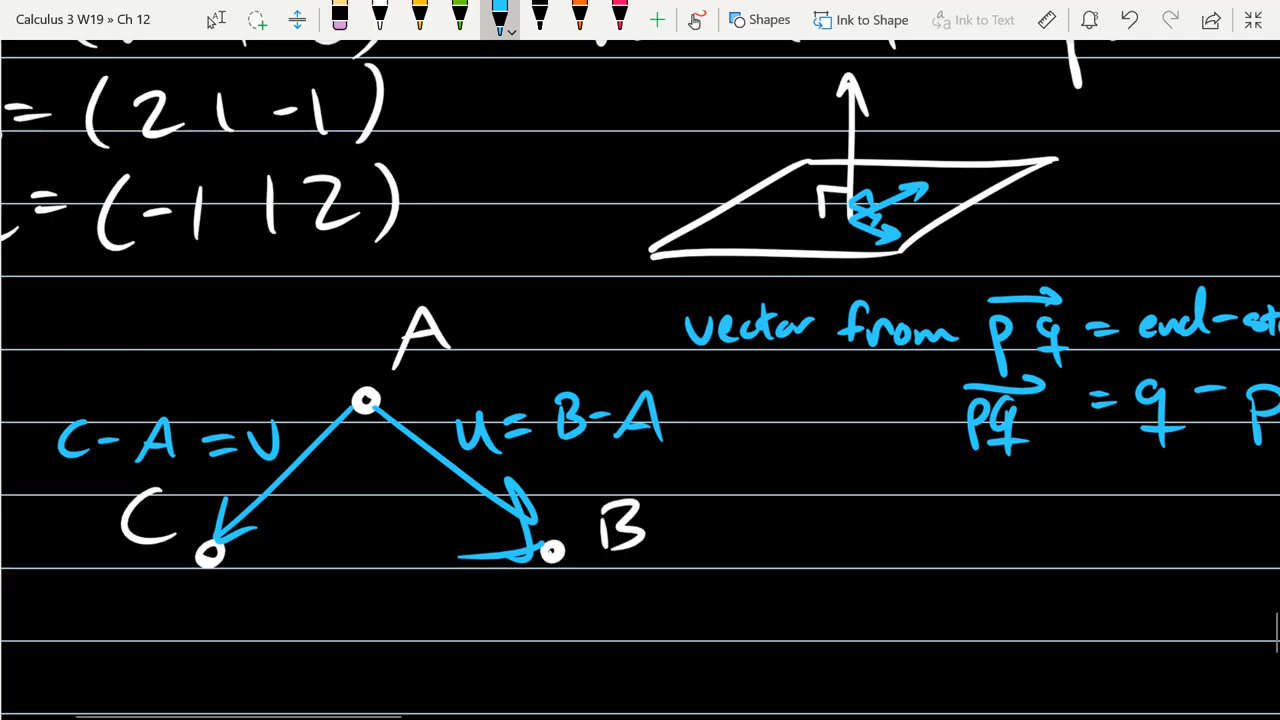 Calculus 3 W19 » Ch 12
Shapes
Ink to Shape
Ink to Text
= (2 1 -1)
= (-1 1 2)
vector from pq = end-
pq = q - p
A
C-A = V
u = B-A
C
B